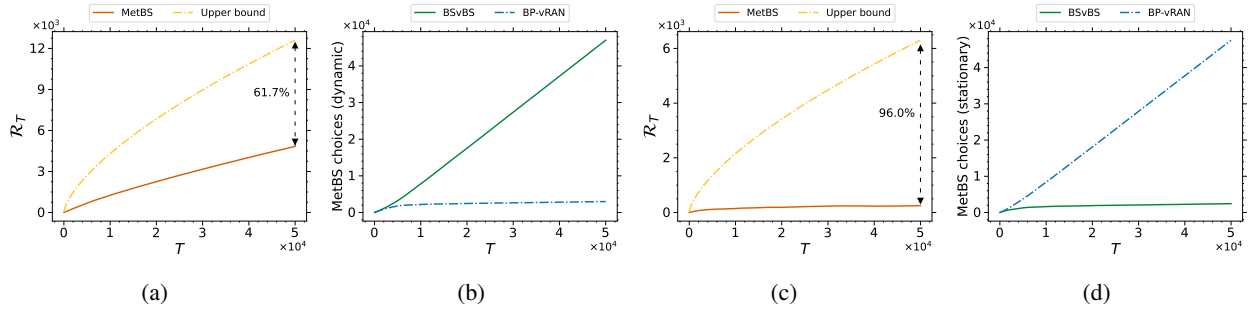 MetBS Upper bound
×10³
12
9
6
3
0
61.7%
ℛ_T
0 1 2 3 4 5
×10⁴
T
(a)
BSvBS BP-vRAN
×10⁴
4
3
2
1
0
MetBS choices (dynamic)
0 1 2 3 4 5
×10⁴
T
(b)
MetBS Upper bound
×10³
6
4
2
0
96.0%
ℛ_T
0 1 2 3 4 5
×10⁴
T
(c)
BSvBS BP-vRAN
×10⁴
4
3
2
1
0
MetBS choices (stationary)
0 1 2 3 4 5
×10⁴
T
(d)